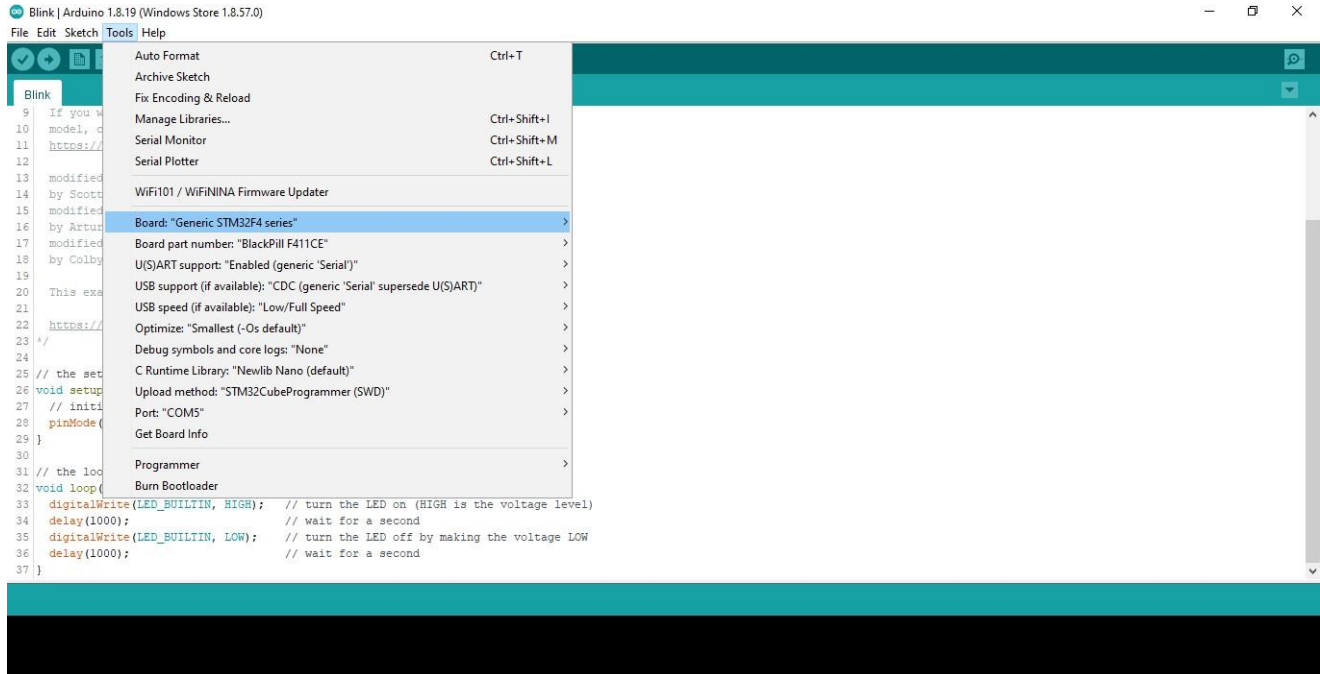 Blink | Arduino 1.8.19 (Windows Store 1.8.57.0)
File Edit Sketch Tools Help
Auto Format Ctrl+T
Archive Sketch
Fix Encoding & Reload
Manage Libraries... Ctrl+Shift+I
Serial Monitor Ctrl+Shift+M
Serial Plotter Ctrl+Shift+L
WiFi101 / WiFiNINA Firmware Updater
Board: "Generic STM32F4 series"
Board part number: "BlackPill F411CE"
U(S)ART support: "Enabled (generic 'Serial')"
USB support (if available): "CDC (generic 'Serial' supersede U(S)ART)"
USB speed (if available): "Low/Full Speed"
Optimize: "Smallest (-Os default)"
Debug symbols and core logs: "None"
C Runtime Library: "Newlib Nano (default)"
Upload method: "STM32CubeProgrammer (SWD)"
Port: "COM5"
Get Board Info
Programmer
Burn Bootloader
Blink
9 If you w
10 model, c
11 https://
12
13 modified
14 by Scott
15 modified
16 by Artur
17 modified
18 by Colby
19
20 This exa
21
22 https://
23 */
24
25 // the set
26 void setup
27 // initi
28 pinMode(
29 }
30
31 // the loo
32 void loop(
33 digitalWrite(LED_BUILTIN, HIGH); // turn the LED on (HIGH is the voltage level)
34 delay(1000); // wait for a second
35 digitalWrite(LED_BUILTIN, LOW); // turn the LED off by making the voltage LOW
36 delay(1000); // wait for a second
37 }